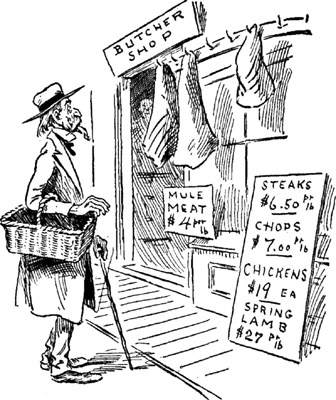 BUTCHER
SHOP
MULE
MEAT
$4 per
lb
STEAKS
$6.50 Pr lb
CHOPS
$7.00 Pr lb
CHICKENS
$19 EA
SPRING
LAMB
$27 Pr lb